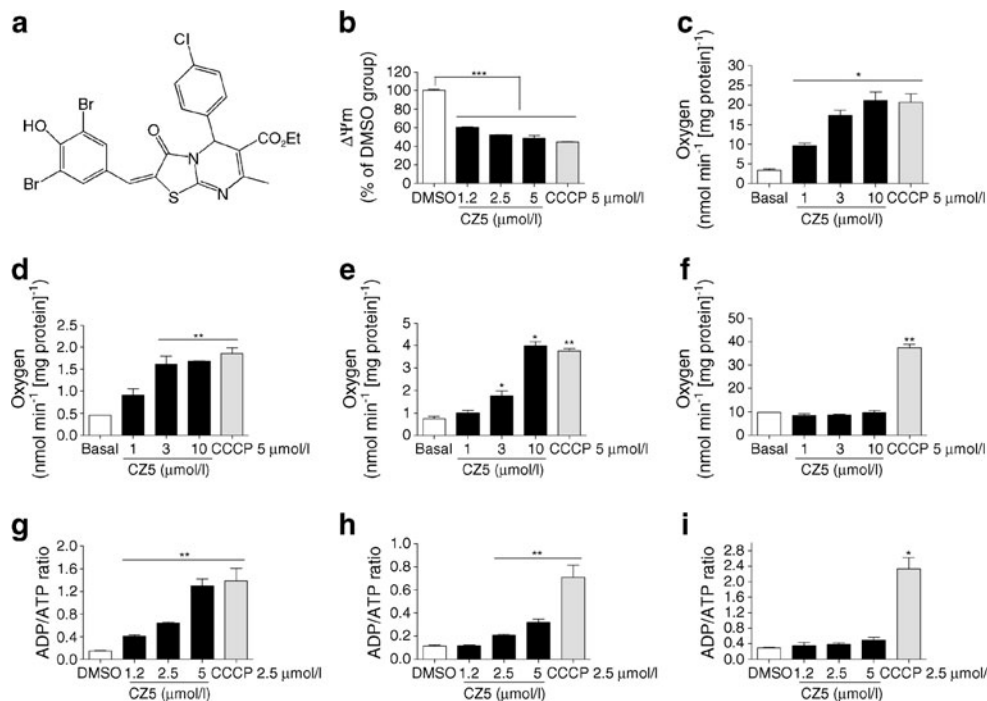 a
Cl
Br
HO
Br
O
N
CO₂Et
S
N
b
ΔΨm
(% of DMSO group)
120
100
80
60
40
20
0
***
DMSO 1.2 2.5 5 CCCP 5 μmol/l
CZ5 (μmol/l)
c
Oxygen
(nmol min⁻¹ [mg protein]⁻¹)
30
25
20
15
10
5
0
*
Basal 1 3 10 CCCP 5 μmol/l
CZ5 (μmol/l)
d
Oxygen
(nmol min⁻¹ [mg protein]⁻¹)
2.5
2.0
1.5
1.0
0.5
0.0
**
Basal 1 3 10 CCCP 5 μmol/l
CZ5 (μmol/l)
e
Oxygen
(nmol min⁻¹ [mg protein]⁻¹)
5
4
3
2
1
0
* * **
Basal 1 3 10 CCCP 5 μmol/l
CZ5 (μmol/l)
f
Oxygen
(nmol min⁻¹ [mg protein]⁻¹)
50
40
30
20
10
0
**
Basal 1 3 10 CCCP 5 μmol/l
CZ5 (μmol/l)
g
ADP/ATP ratio
2.0
1.6
1.2
0.8
0.4
0.0
**
DMSO 1.2 2.5 5 CCCP 2.5 μmol/l
CZ5 (μmol/l)
h
ADP/ATP ratio
1.0
0.8
0.6
0.4
0.2
0.0
**
DMSO 1.2 2.5 5 CCCP 2.5 μmol/l
CZ5 (μmol/l)
i
ADP/ATP ratio
2.8
2.4
2.0
1.6
1.2
0.8
0.4
0.0
*
DMSO 1.2 2.5 5 CCCP 2.5 μmol/l
CZ5 (μmol/l)